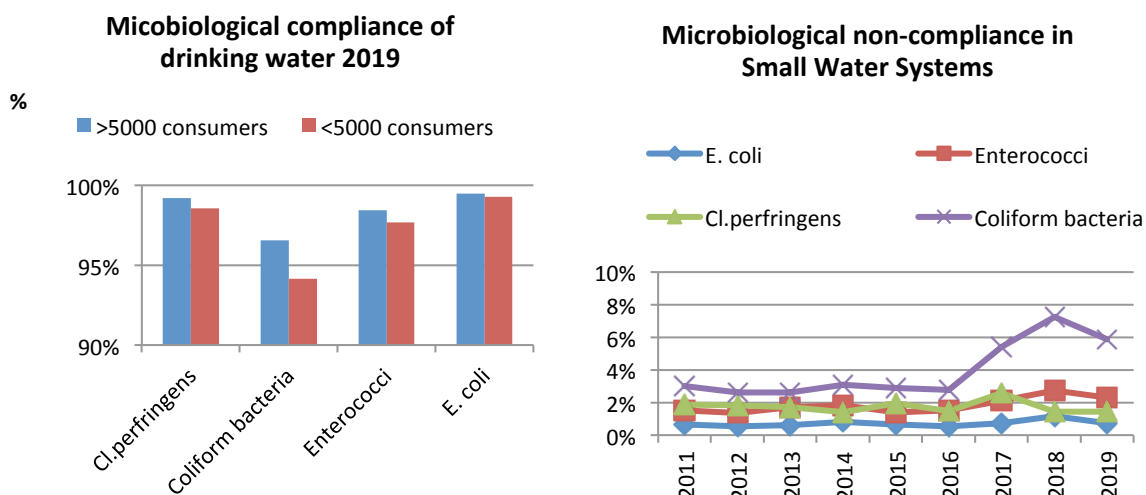 Micobiological compliance of
drinking water 2019
%
>5000 consumers
<5000 consumers
100%
95%
90%
Cl.perfringens
Coliform bacteria
Enterococci
E. coli
Microbiological non-compliance in
Small Water Systems
E. coli
Enterococci
Cl.perfringens
Coliform bacteria
10%
8%
6%
4%
2%
0%
2011
2012
2013
2014
2015
2016
2017
2018
2019